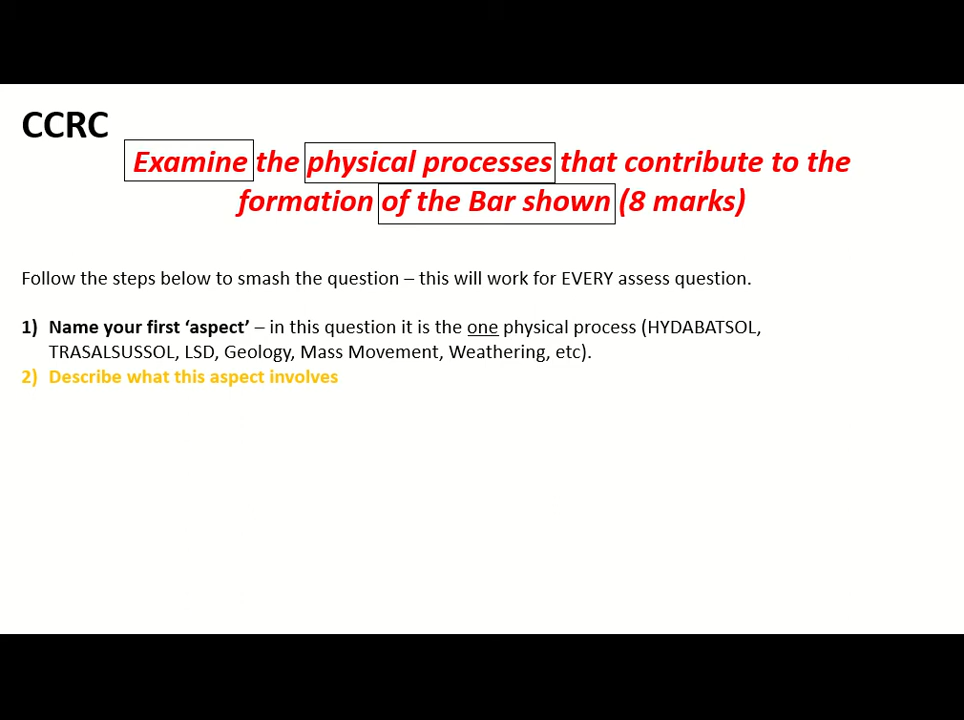 CCRC
Examine the physical processes that contribute to the
formation of the Bar shown (8 marks)
Follow the steps below to smash the question – this will work for EVERY assess question.
1) Name your first ‘aspect’ – in this question it is the one physical process (HYDABATSOL,
TRASALSUSSOL, LSD, Geology, Mass Movement, Weathering, etc).
2) Describe what this aspect involves